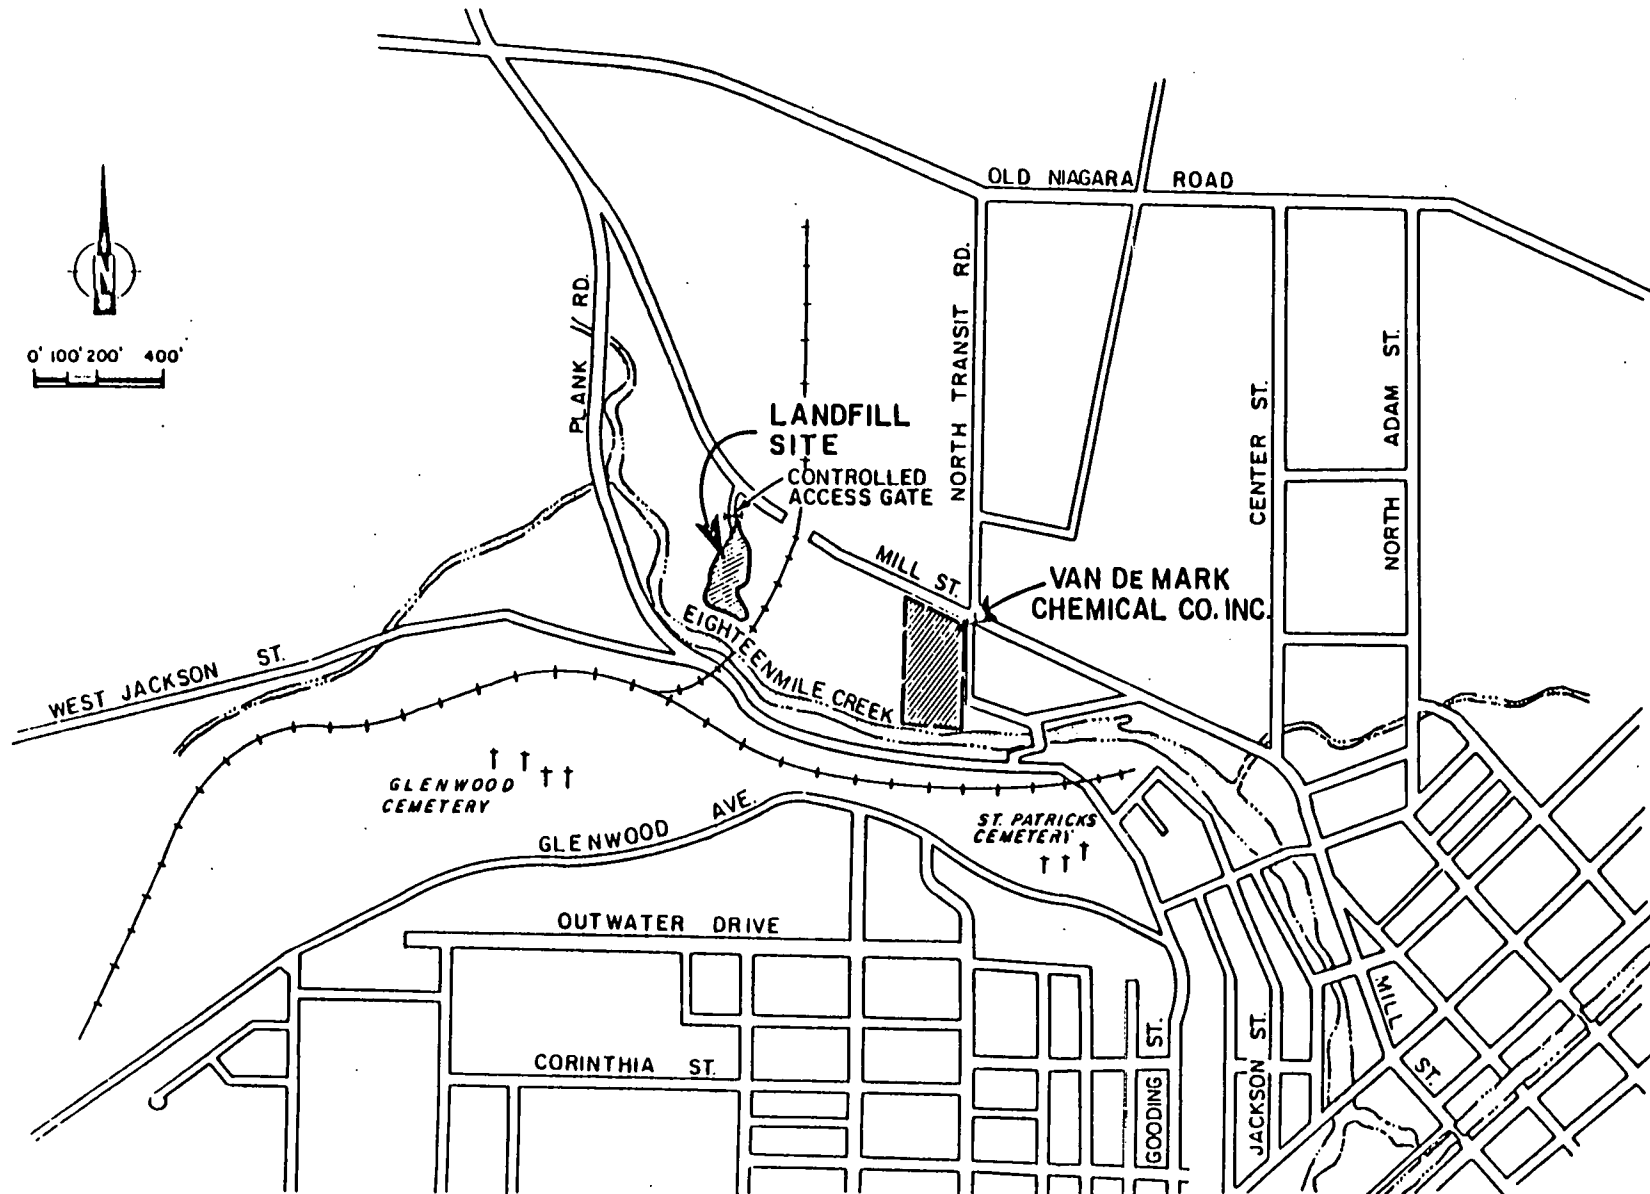 OLD NIAGARA ROAD
NORTH TRANSIT RD.
PLANK RD.
N
0' 100' 200' 400'
NORTH ADAM ST.
CENTER ST.
LANDFILL
SITE
CONTROLLED
ACCESS GATE
MILL ST.
VAN DE MARK
CHEMICAL CO. INC.
EIGHTEENMILE CREEK
WEST JACKSON ST.
GLENWOOD
CEMETERY
GLENWOOD AVE.
ST. PATRICKS
CEMETERY
OUTWATER DRIVE
MILL ST.
CORINTHIA ST.
GOODING ST.
JACKSON ST.